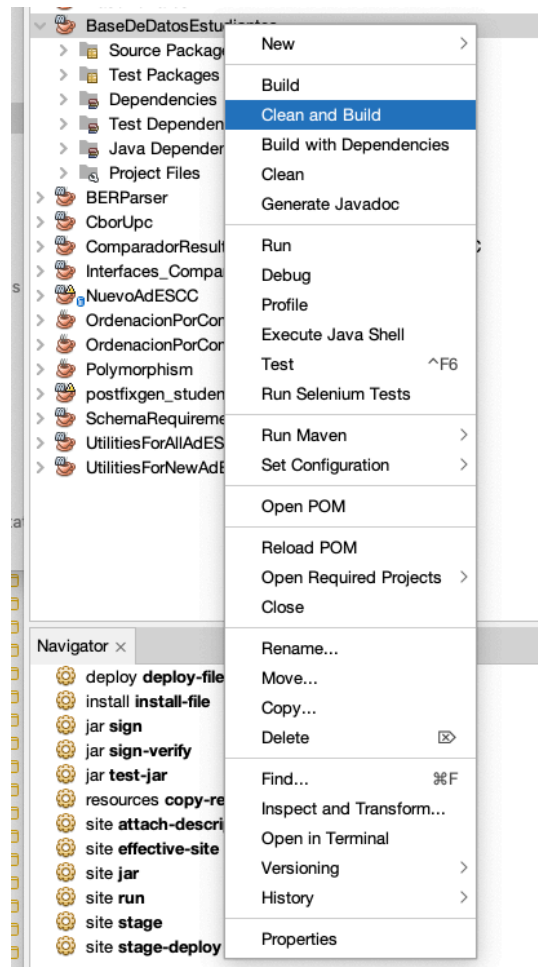 BaseDeDatosEstudiantes
Source Packag
Test Packages
Dependencies
Test Dependen
Java Depender
Project Files
BERParser
CborUpc
ComparadorResult
Interfaces_Compa
NuevoAdESCC
OrdenacionPorCor
OrdenacionPorCor
Polymorphism
postfixgen_studen
SchemaRequireme
UtilitiesForAllAdES
UtilitiesForNewAdE
New
Build
Clean and Build
Build with Dependencies
Clean
Generate Javadoc
Run
Debug
Profile
Execute Java Shell
Test ^F6
Run Selenium Tests
Run Maven
Set Configuration
Open POM
Reload POM
Open Required Projects
Close
Rename...
Move...
Copy...
Delete ⌦
Find... ⌘F
Inspect and Transform...
Open in Terminal
Versioning
History
Properties
Navigator ×
deploy deploy-file
install install-file
jar sign
jar sign-verify
jar test-jar
resources copy-re
site attach-descri
site effective-site
site jar
site run
site stage
site stage-deploy